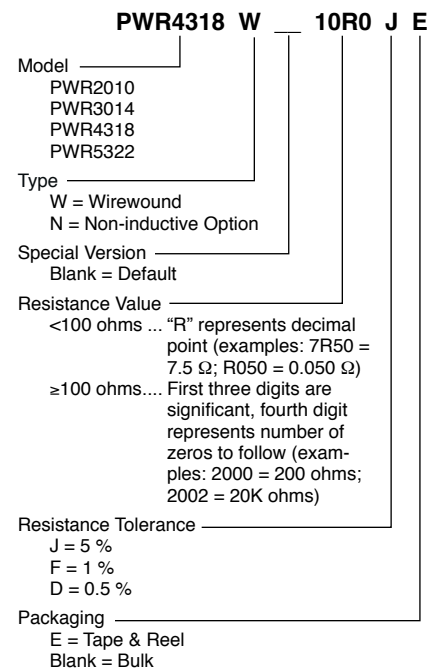 PWR4318 W __ 10R0 J E
Model
PWR2010
PWR3014
PWR4318
PWR5322
Type
W = Wirewound
N = Non-inductive Option
Special Version
Blank = Default
Resistance Value
<100 ohms ... “R” represents decimal
point (examples: 7R50 =
7.5 Ω; R050 = 0.050 Ω)
≥100 ohms.... First three digits are
significant, fourth digit
represents number of
zeros to follow (exam-
ples: 2000 = 200 ohms;
2002 = 20K ohms)
Resistance Tolerance
J = 5 %
F = 1 %
D = 0.5 %
Packaging
E = Tape & Reel
Blank = Bulk